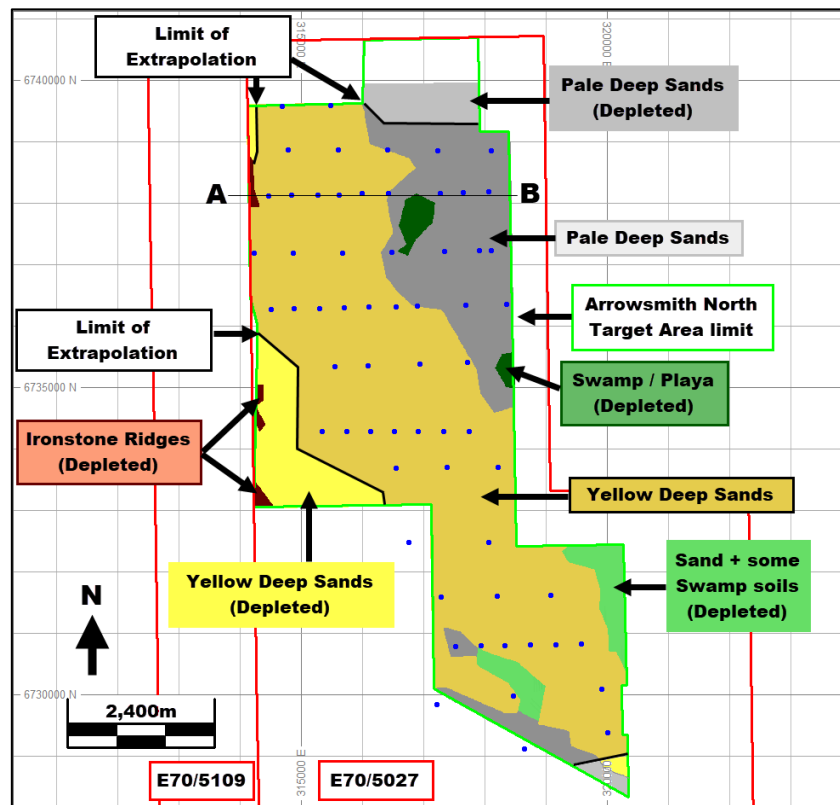 Limit of
Extrapolation
315000 E
320000 E
6740000 N
Pale Deep Sands
(Depleted)
A
B
Pale Deep Sands
Limit of
Extrapolation
Arrowsmith North
Target Area limit
6735000 N
Swamp / Playa
(Depleted)
Ironstone Ridges
(Depleted)
Yellow Deep Sands
Yellow Deep Sands
(Depleted)
Sand + some
Swamp soils
(Depleted)
N
6730000 N
2,400m
E70/5109
E70/5027
315000 E